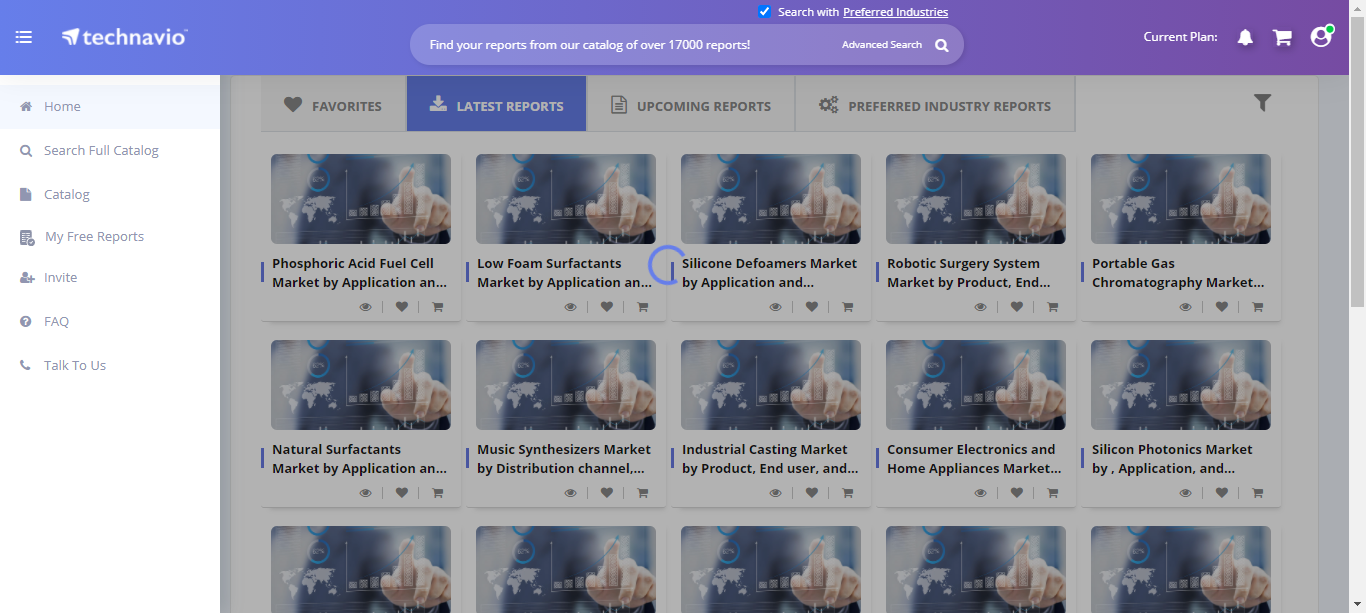 Search with Preferred Industries
technavio
Find your reports from our catalog of over 17000 reports!
Advanced Search
Current Plan:
Home
Search Full Catalog
Catalog
My Free Reports
Invite
FAQ
Talk To Us
FAVORITES
LATEST REPORTS
UPCOMING REPORTS
PREFERRED INDUSTRY REPORTS
Phosphoric Acid Fuel Cell
Market by Application an...
Low Foam Surfactants
Market by Application an...
Silicone Defoamers Market
by Application and...
Robotic Surgery System
Market by Product, End...
Portable Gas
Chromatography Market...
Natural Surfactants
Market by Application an...
Music Synthesizers Market
by Distribution channel,...
Industrial Casting Market
by Product, End user, and...
Consumer Electronics and
Home Appliances Market...
Silicon Photonics Market
by , Application, and...